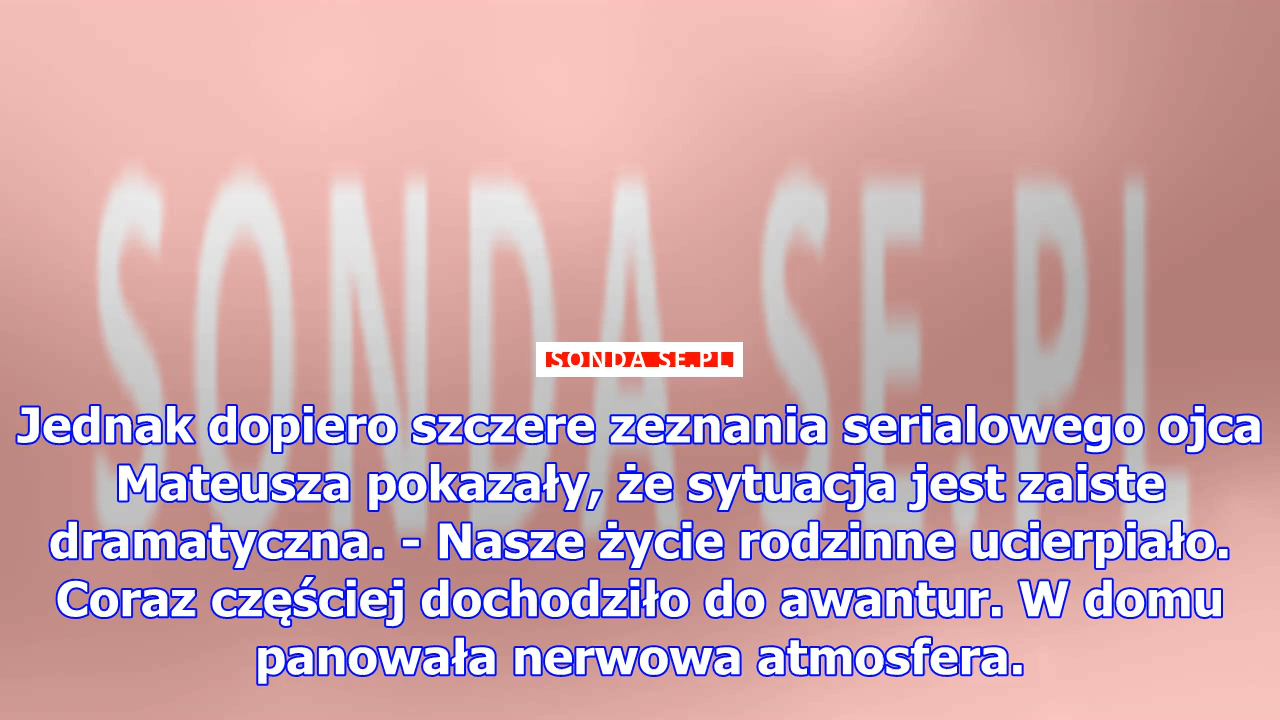 SONDA SE.PL
SONDA SE.PL
Jednak dopiero szczere zeznania serialowego ojca
Mateusza pokazały, że sytuacja jest zaiste
dramatyczna. - Nasze życie rodzinne ucierpiało.
Coraz częściej dochodziło do awantur. W domu
panowała nerwowa atmosfera.